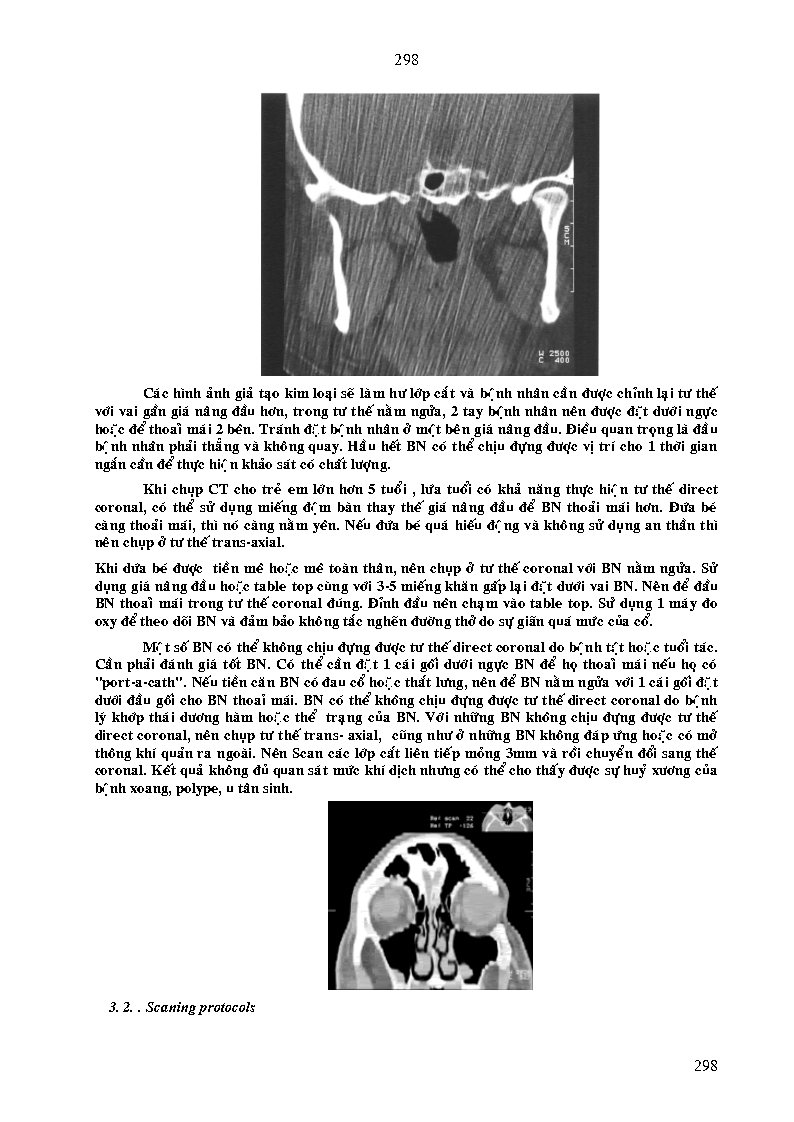 298
5CM
W 2500
C 400
Các hình ảnh giả tạo kim loại sẽ làm hư lớp cắt và bệnh nhân cần được chỉnh lại tư thế
với vai gần giá nâng đầu hơn, trong tư thế nằm ngửa, 2 tay bệnh nhân nên được đặt dưới ngực
hoặc để thoaỉ mái 2 bên. Tránh đặt bệnh nhân ở một bên giá nâng đầu. Điều quan trọng là đầu
bệnh nhân phải thẳng và không quay. Hầu hết BN có thể chịu đựng được vị trí cho 1 thời gian
ngắn cần để thực hiện khảo sát có chất lượng.
Khi chụp CT cho trẻ em lớn hơn 5 tuổi , lứa tuổi có khả năng thực hiện tư thế direct
coronal, có thể sử dụng miếng đệm bàn thay thế giá nâng đầu để BN thoải mái hơn. Đứa bé
càng thoải mái, thì nó càng nằm yên. Nếu đứa bé quá hiếu động và không sử dụng an thần thì
nên chụp ở tư thế trans-axial.
Khi đứa bé được tiền mê hoặc mê toàn thân, nên chụp ở tư thế coronal với BN nằm ngửa. Sử
dụng giá nâng đầu hoặc table top cùng với 3-5 miếng khăn gấp lại đặt dưới vai BN. Nên để đầu
BN thoaỉ mái trong tư thế coronal đúng. Đỉnh đầu nên chạm vào table top. Sử dụng 1 máy đo
oxy để theo dõi BN và đảm bảo không tắc nghẽn đường thở do sự giãn quá mức của cổ.
Một số BN có thể không chịu đựng được tư thế direct coronal do bệnh tật hoặc tuổi tác.
Cần phải đánh giá tốt BN. Có thể cần đặt 1 cái gối dưới ngực BN để họ thoaỉ mái nếu họ có
"port-a-cath". Nếu tiền căn BN có đau cổ hoặc thắt lưng, nên để BN nằm ngửa với 1 cái gối đặt
dưới đầu gối cho BN thoaỉ mái. BN có thể không chịu đựng được tư thế direct coronal do bệnh
lý khớp thái dương hàm hoặc thể trạng của BN. Với những BN không chịu đựng được tư thế
direct coronal, nên chụp tư thế trans- axial, cũng như ở những BN không đáp ứng hoặc có mở
thông khí quản ra ngoài. Nên Scan các lớp cắt liên tiếp mỏng 3mm và rồi chuyển đổi sang thế
coronal. Kết quả không đủ quan sát mức khí dịch nhưng có thể cho thấy được sự huỷ xương của
bệnh xoang, polype, u tân sinh.
Ref scan 22
Ref TP -126
3. 2. . Scaning protocols
298